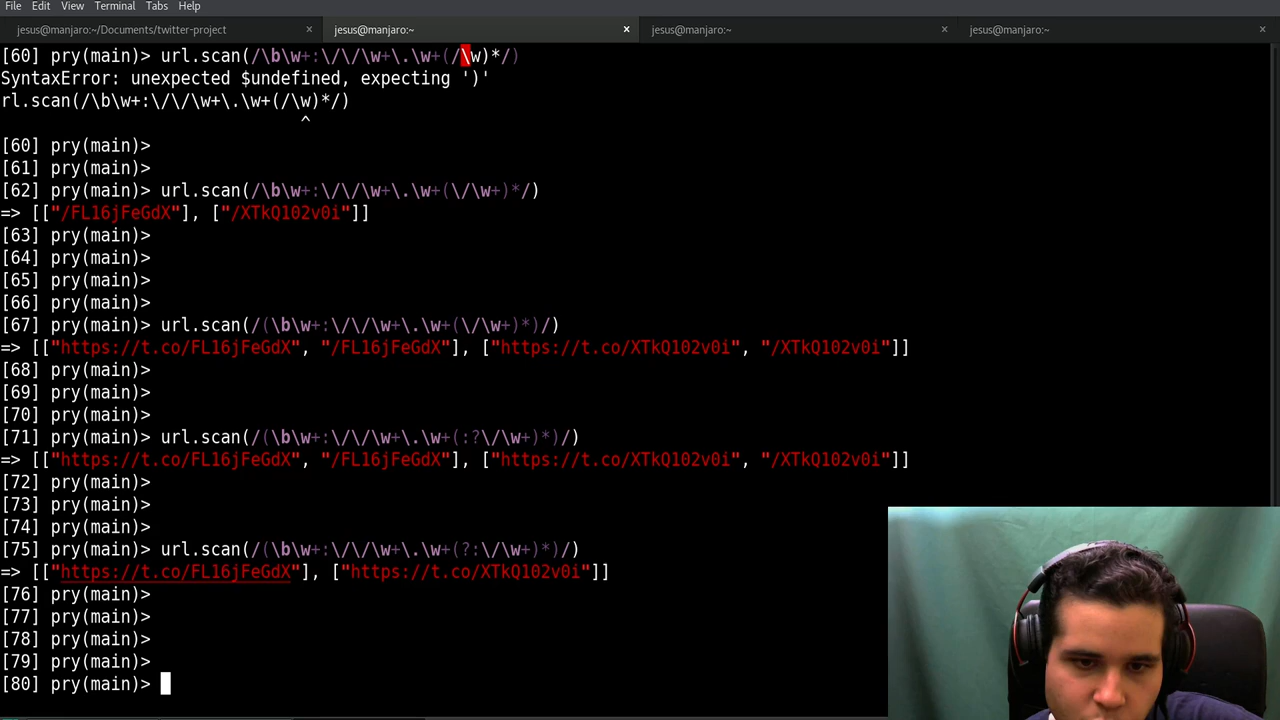 File Edit View Terminal Tabs Help
jesus@manjaro:~/Documents/twitter-project × jesus@manjaro:~ × jesus@manjaro:~ × jesus@manjaro:~ ×
[60] pry(main)> url.scan(/\b\w+:\/\/\w+\.\w+(/\w)*/)
SyntaxError: unexpected $undefined, expecting ')'
rl.scan(/\b\w+:\/\/\w+\.\w+(/\w)*/)
^
[60] pry(main)>
[61] pry(main)>
[62] pry(main)> url.scan(/\b\w+:\/\/\w+\.\w+(\/\w+)*/)
=> [["/FL16jFeGdX"], ["/XTkQ102v0i"]]
[63] pry(main)>
[64] pry(main)>
[65] pry(main)>
[66] pry(main)>
[67] pry(main)> url.scan(/(\b\w+:\/\/\w+\.\w+(\/\w+)*)/)
=> [["https://t.co/FL16jFeGdX", "/FL16jFeGdX"], ["https://t.co/XTkQ102v0i", "/XTkQ102v0i"]]
[68] pry(main)>
[69] pry(main)>
[70] pry(main)>
[71] pry(main)> url.scan(/(\b\w+:\/\/\w+\.\w+(:?\/\w+)*)/)
=> [["https://t.co/FL16jFeGdX", "/FL16jFeGdX"], ["https://t.co/XTkQ102v0i", "/XTkQ102v0i"]]
[72] pry(main)>
[73] pry(main)>
[74] pry(main)>
[75] pry(main)> url.scan(/(\b\w+:\/\/\w+\.\w+(?:\/\w+)*)/)
=> [["https://t.co/FL16jFeGdX"], ["https://t.co/XTkQ102v0i"]]
[76] pry(main)>
[77] pry(main)>
[78] pry(main)>
[79] pry(main)>
[80] pry(main)>